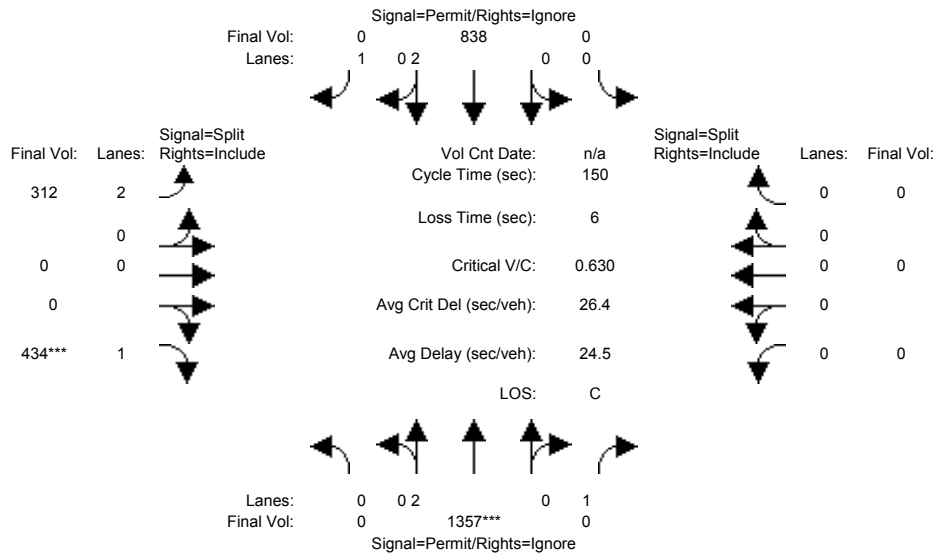 Signal=Permit/Rights=Ignore
Final Vol: 0 838 0
Lanes: 1 0 2 0 0
Signal=Split
Final Vol: Lanes: Rights=Include
Vol Cnt Date: n/a
Signal=Split
Rights=Include Lanes: Final Vol:
Cycle Time (sec): 150
312 2
0 0
Loss Time (sec): 6
0
0
0 0
Critical V/C: 0.630
0 0
0
Avg Crit Del (sec/veh): 26.4
0
434*** 1
Avg Delay (sec/veh): 24.5
0 0
LOS: C
Lanes: 0 0 2 0 1
Final Vol: 0 1357*** 0
Signal=Permit/Rights=Ignore